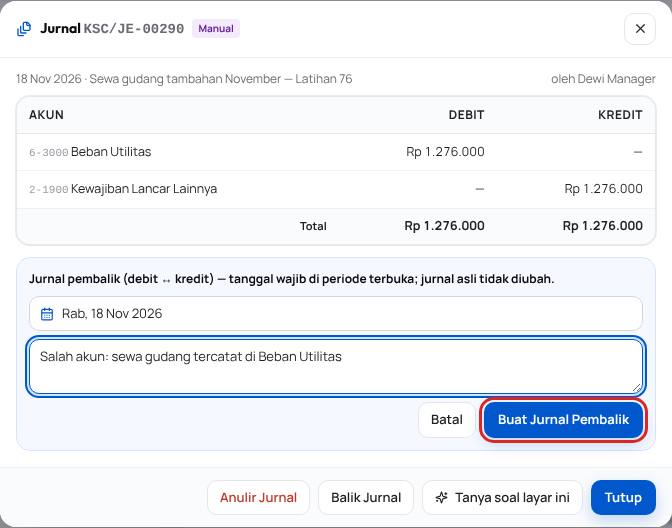 Jurnal KSC/JE-00290 Manual
18 Nov 2026 · Sewa gudang tambahan November — Latihan 76 oleh Dewi Manager
AKUN DEBIT KREDIT
6-3000 Beban Utilitas Rp 1.276.000 —
2-1900 Kewajiban Lancar Lainnya — Rp 1.276.000
Total Rp 1.276.000 Rp 1.276.000
Jurnal pembalik (debit ↔ kredit) — tanggal wajib di periode terbuka; jurnal asli tidak diubah.
Rab, 18 Nov 2026
Salah akun: sewa gudang tercatat di Beban Utilitas
Batal Buat Jurnal Pembalik
Anulir Jurnal Balik Jurnal Tanya soal layar ini Tutup